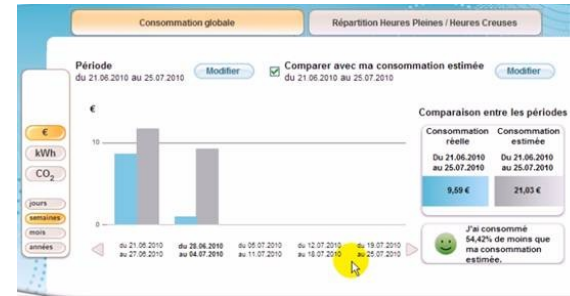 Consommation globale
Répartition Heures Pleines / Heures Creuses
Période
du 21.06.2010 au 25.07.2010
Modifier
Comparer avec ma consommation estimée
du 21.06.2010 au 25.07.2010
Modifier
€
kWh
CO2
jours
semaines
mois
années
€
10
0
du 21.06.2010
au 27.06.2010
du 28.06.2010
au 04.07.2010
du 05.07.2010
au 11.07.2010
du 12.07.2010
au 18.07.2010
du 19.07.2010
au 25.07.2010
Comparaison entre les périodes
Consommation
réelle
Du 21.06.2010
au 25.07.2010
9,59 €
Consommation
estimée
Du 21.06.2010
au 25.07.2010
21,03 €
J'ai consommé
54,42% de moins que
ma consommation
estimée.